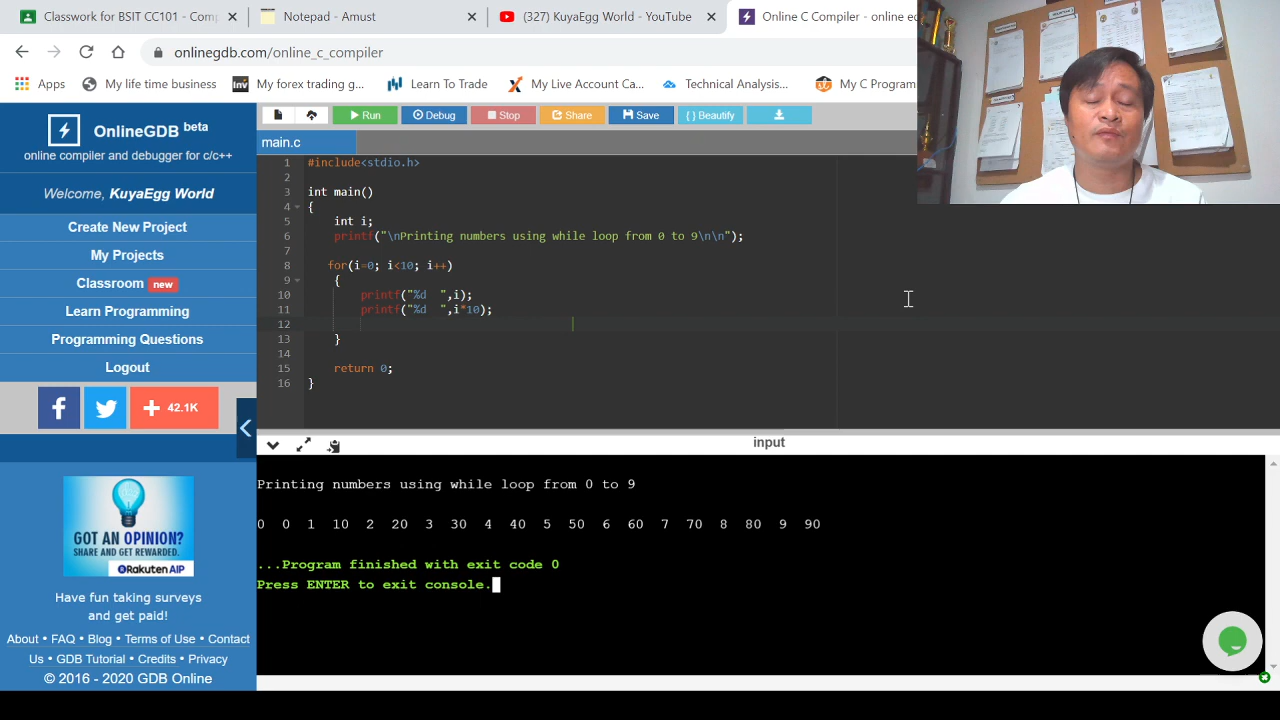 Classwork for BSIT CC101 - Comp
Notepad - Amust
(327) KuyaEgg World - YouTube
Online C Compiler - online ed
onlinegdb.com/online_c_compiler
Apps
My life time business
My forex trading g...
Learn To Trade
My Live Account Ca...
Technical Analysis...
My C Program
OnlineGDB beta
online compiler and debugger for c/c++
Welcome, KuyaEgg World
Create New Project
My Projects
Classroom new
Learn Programming
Programming Questions
Logout
42.1K
GOT AN OPINION?
SHARE AND GET REWARDED.
Rakuten AIP
Have fun taking surveys
and get paid!
About • FAQ • Blog • Terms of Use • Contact
Us • GDB Tutorial • Credits • Privacy
© 2016 - 2020 GDB Online
Run
Debug
Stop
Share
Save
{ } Beautify
main.c
1 #include<stdio.h>
2
3 int main()
4 {
5 int i;
6 printf("\nPrinting numbers using while loop from 0 to 9\n\n");
7
8 for(i=0; i<10; i++)
9 {
10 printf("%d  ",i);
11 printf("%d  ",i*10);
12
13 }
14
15 return 0;
16 }
input
Printing numbers using while loop from 0 to 9
0  0  1  10  2  20  3  30  4  40  5  50  6  60  7  70  8  80  9  90
...Program finished with exit code 0
Press ENTER to exit console.